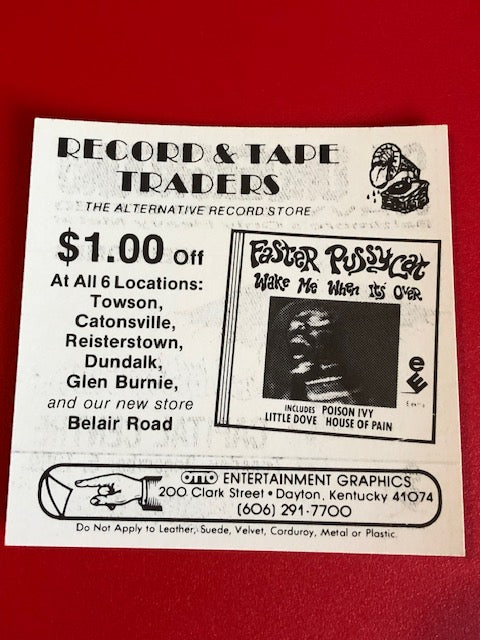 RECORD & TAPE
TRADERS
THE ALTERNATIVE RECORD STORE
$1.00 Off
At All 6 Locations:
Towson,
Catonsville,
Reisterstown,
Dundalk,
Glen Burnie,
and our new store
Belair Road
FASTER PUSSYCAT
WAKE ME WHEN IT'S OVER
INCLUDES POISON IVY
LITTLE DOVE HOUSE OF PAIN
OTTO ENTERTAINMENT GRAPHICS
200 Clark Street • Dayton, Kentucky 41074
(606) 291-7700
Do Not Apply to Leather, Suede, Velvet, Corduroy, Metal or Plastic.